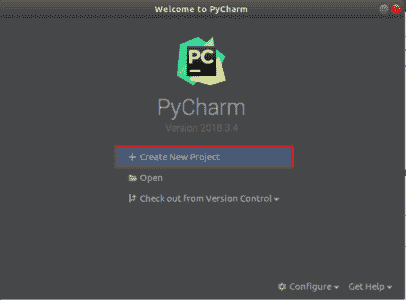 Welcome to PyCharm
PC
PyCharm
Version 2018.3.4
Create New Project
Open
Check out from Version Control
Configure
Get Help